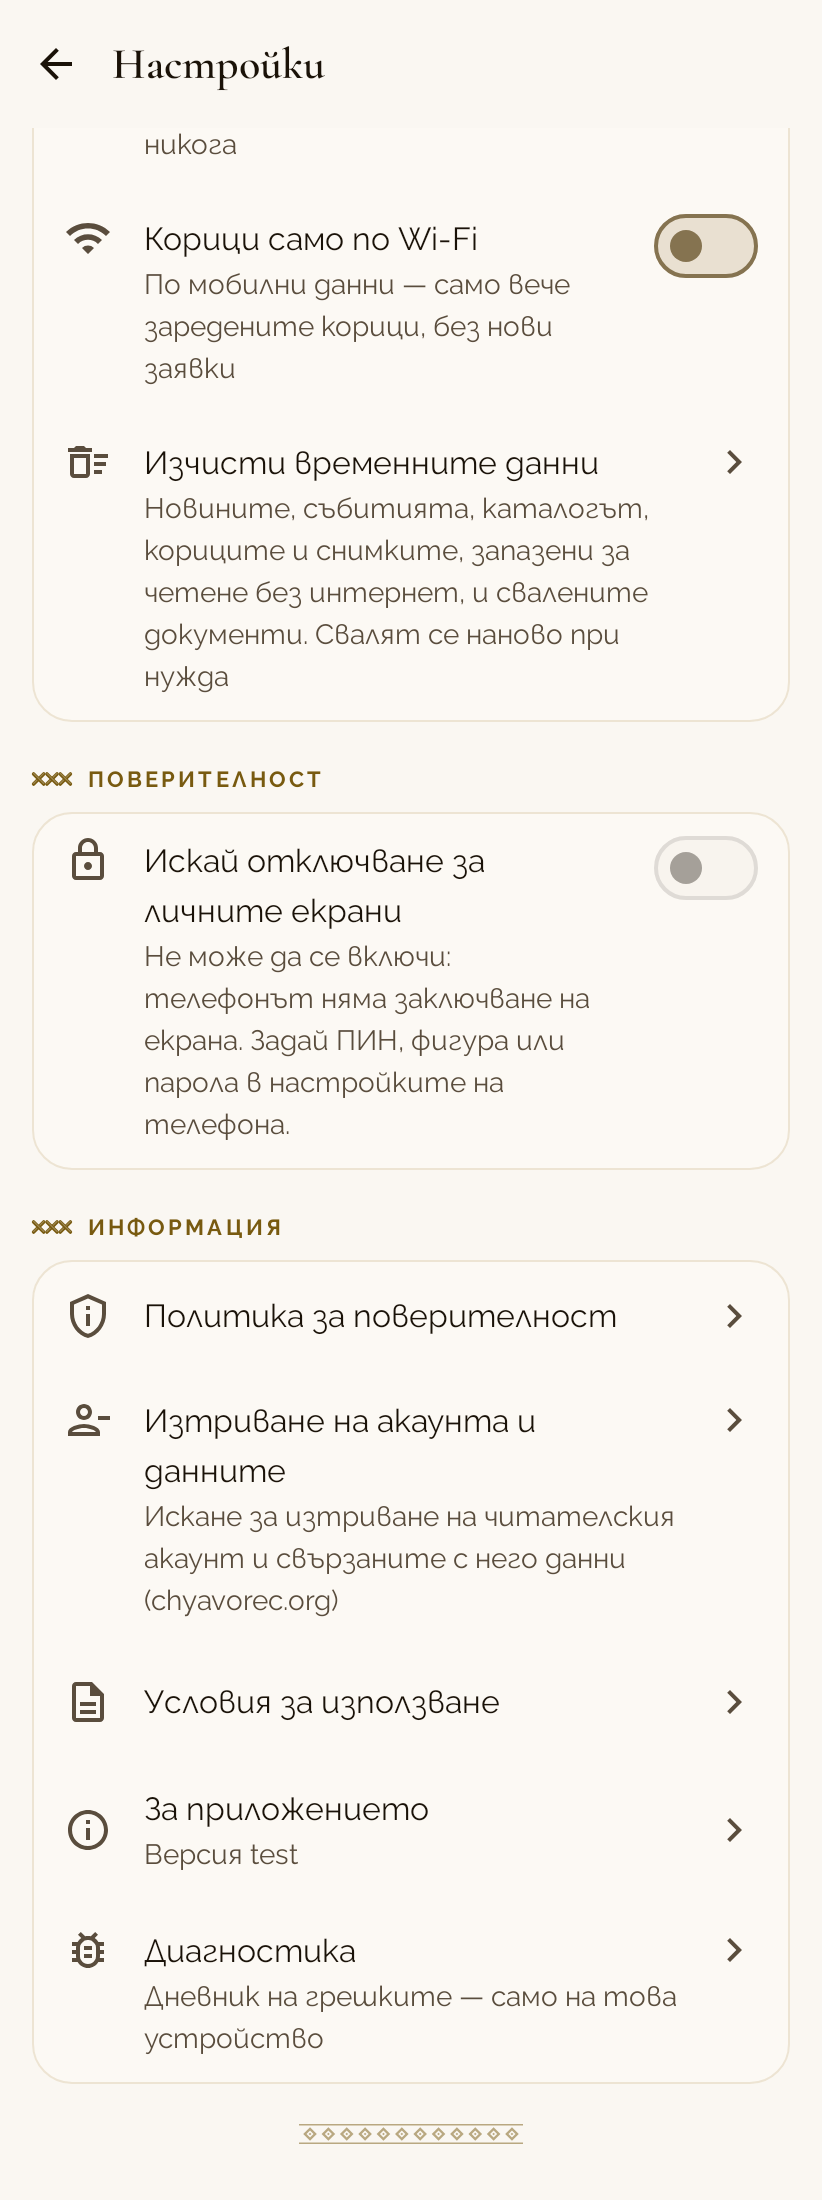 Настройки
никога
Корици само по Wi-Fi
По мобилни данни — само вече
заредените корици, без нови
заявки
Изчисти временните данни
Новините, събитията, каталогът,
кориците и снимките, запазени за
четене без интернет, и свалените
документи. Свалят се наново при
нужда
ПОВЕРИТЕЛНОСТ
Искай отключване за
личните екрани
Не може да се включи:
телефонът няма заключване на
екрана. Задай ПИН, фигура или
парола в настройките на
телефона.
ИНФОРМАЦИЯ
Политика за поверителност
Изтриване на акаунта и
данните
Искане за изтриване на читателския
акаунт и свързаните с него данни
(chyavorec.org)
Условия за използване
За приложението
Версия test
Диагностика
Дневник на грешките — само на това
устройство